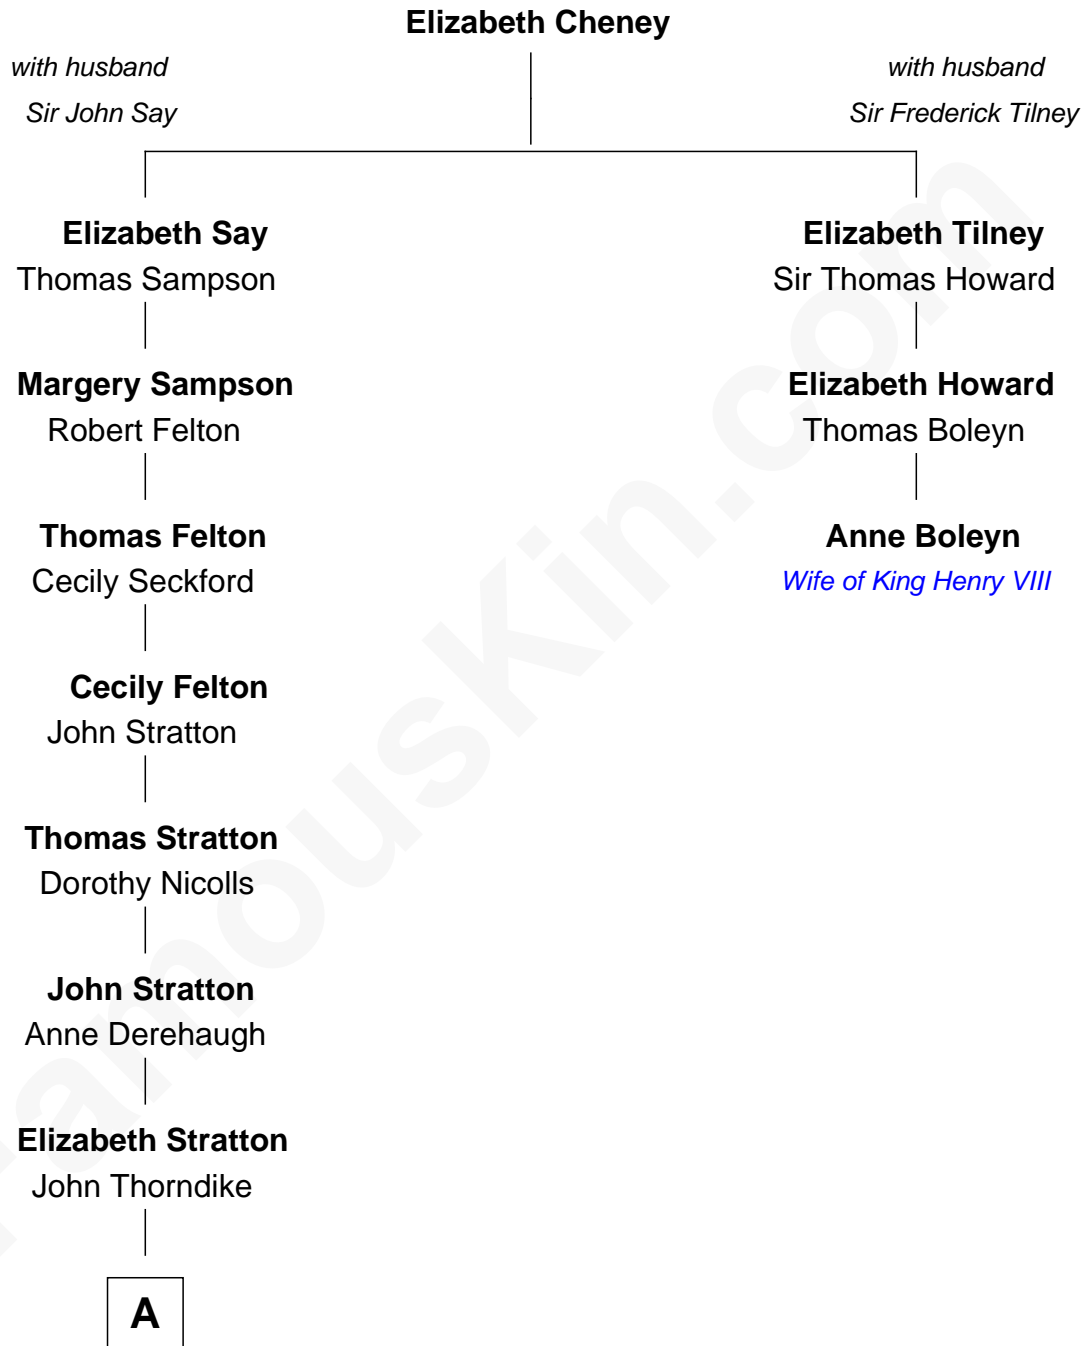 Elizabeth Cheney
with husband
Sir John Say
with husband
Sir Frederick Tilney
Elizabeth Say
Thomas Sampson
Elizabeth Tilney
Sir Thomas Howard
Margery Sampson
Robert Felton
Elizabeth Howard
Thomas Boleyn
Thomas Felton
Cecily Seckford
Anne Boleyn
Wife of King Henry VIII
Cecily Felton
John Stratton
Thomas Stratton
Dorothy Nicolls
John Stratton
Anne Derehaugh
Elizabeth Stratton
John Thorndike
A
FamousKin.com